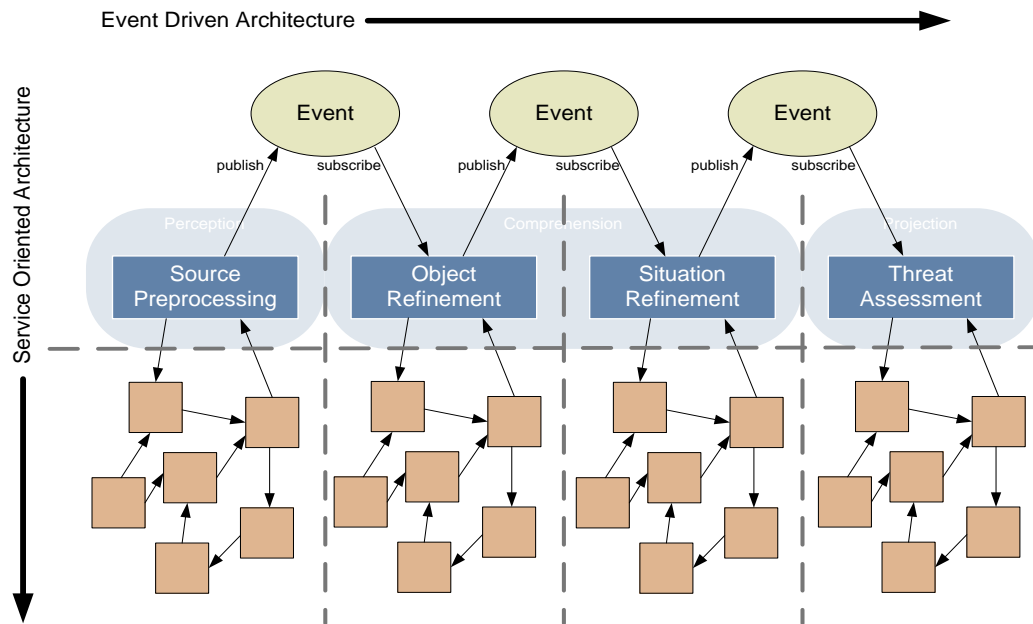 Event Driven Architecture
Service Oriented Architecture
Event
Event
Event
publish
subscribe
publish
subscribe
publish
subscribe
Perception
Comprehension
Projection
Source
Preprocessing
Object
Refinement
Situation
Refinement
Threat
Assessment